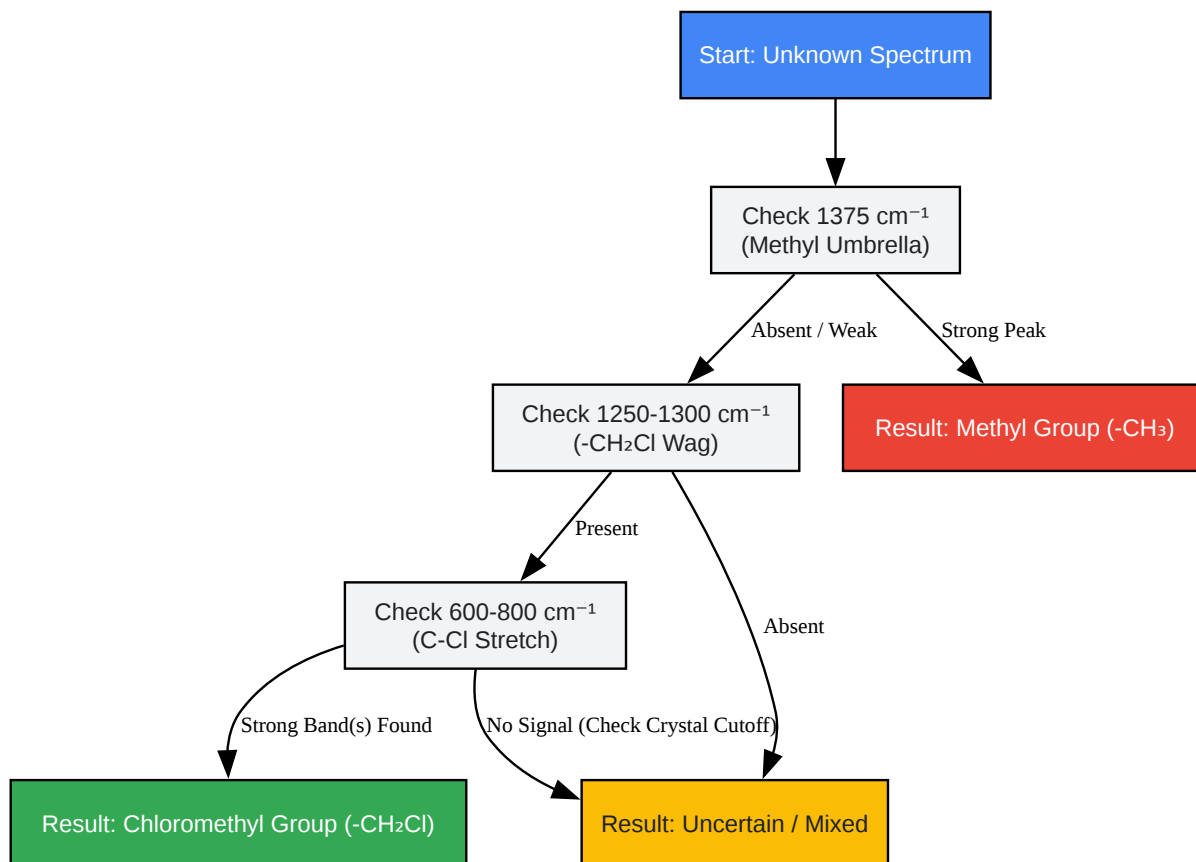 Start: Unknown Spectrum
Check 1375 cm⁻¹
(Methyl Umbrella)
Absent / Weak
Strong Peak
Check 1250-1300 cm⁻¹
(-CH₂Cl Wag)
Result: Methyl Group (-CH₃)
Present
Check 600-800 cm⁻¹
(C-Cl Stretch)
Absent
Strong Band(s) Found
No Signal (Check Crystal Cutoff)
Result: Chloromethyl Group (-CH₂Cl)
Result: Uncertain / Mixed